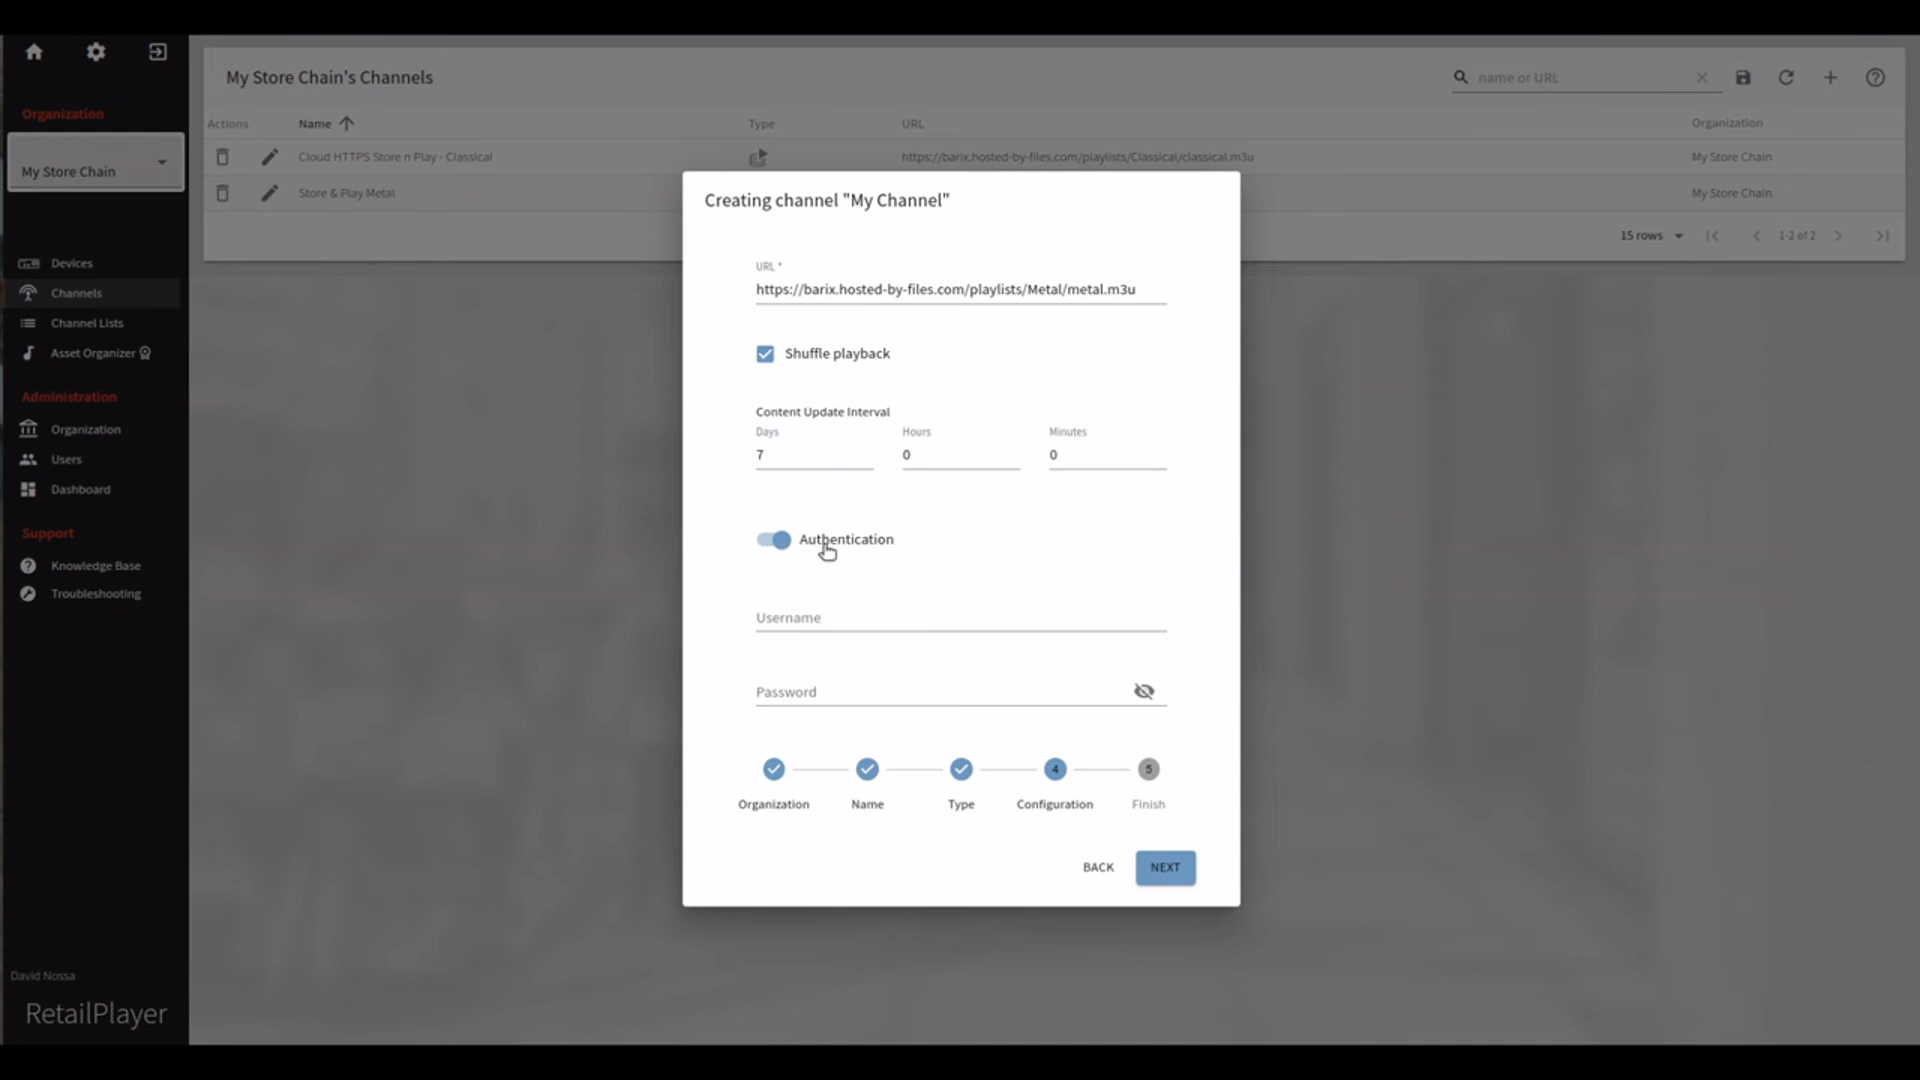 My Store Chain's Channels
name or URL
Organization
My Store Chain
Actions Name Type URL Organization
Cloud HTTPS Store n Play - Classical https://barix.hosted-by-files.com/playlists/Classical/classical.m3u My Store Chain
Store & Play Metal My Store Chain
15 rows 1-2 of 2
Devices
Channels
Channel Lists
Asset Organizer
Administration
Organization
Users
Dashboard
Support
Knowledge Base
Troubleshooting
David Nossa
RetailPlayer
Creating channel "My Channel"
URL *
https://barix.hosted-by-files.com/playlists/Metal/metal.m3u
Shuffle playback
Content Update Interval
Days Hours Minutes
7 0 0
Authentication
Username
Password
4 5
Organization Name Type Configuration Finish
BACK NEXT